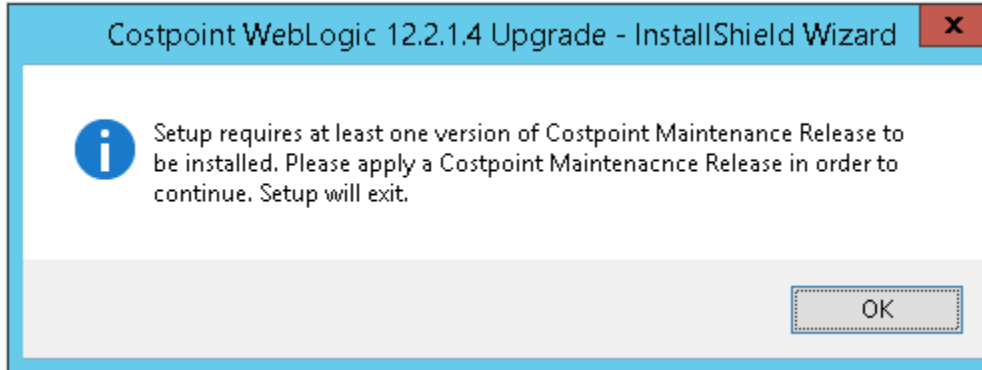 Costpoint WebLogic 12.2.1.4 Upgrade - InstallShield Wizard
x
Setup requires at least one version of Costpoint Maintenance Release to
be installed. Please apply a Costpoint Maintenacnce Release in order to
continue. Setup will exit.
OK